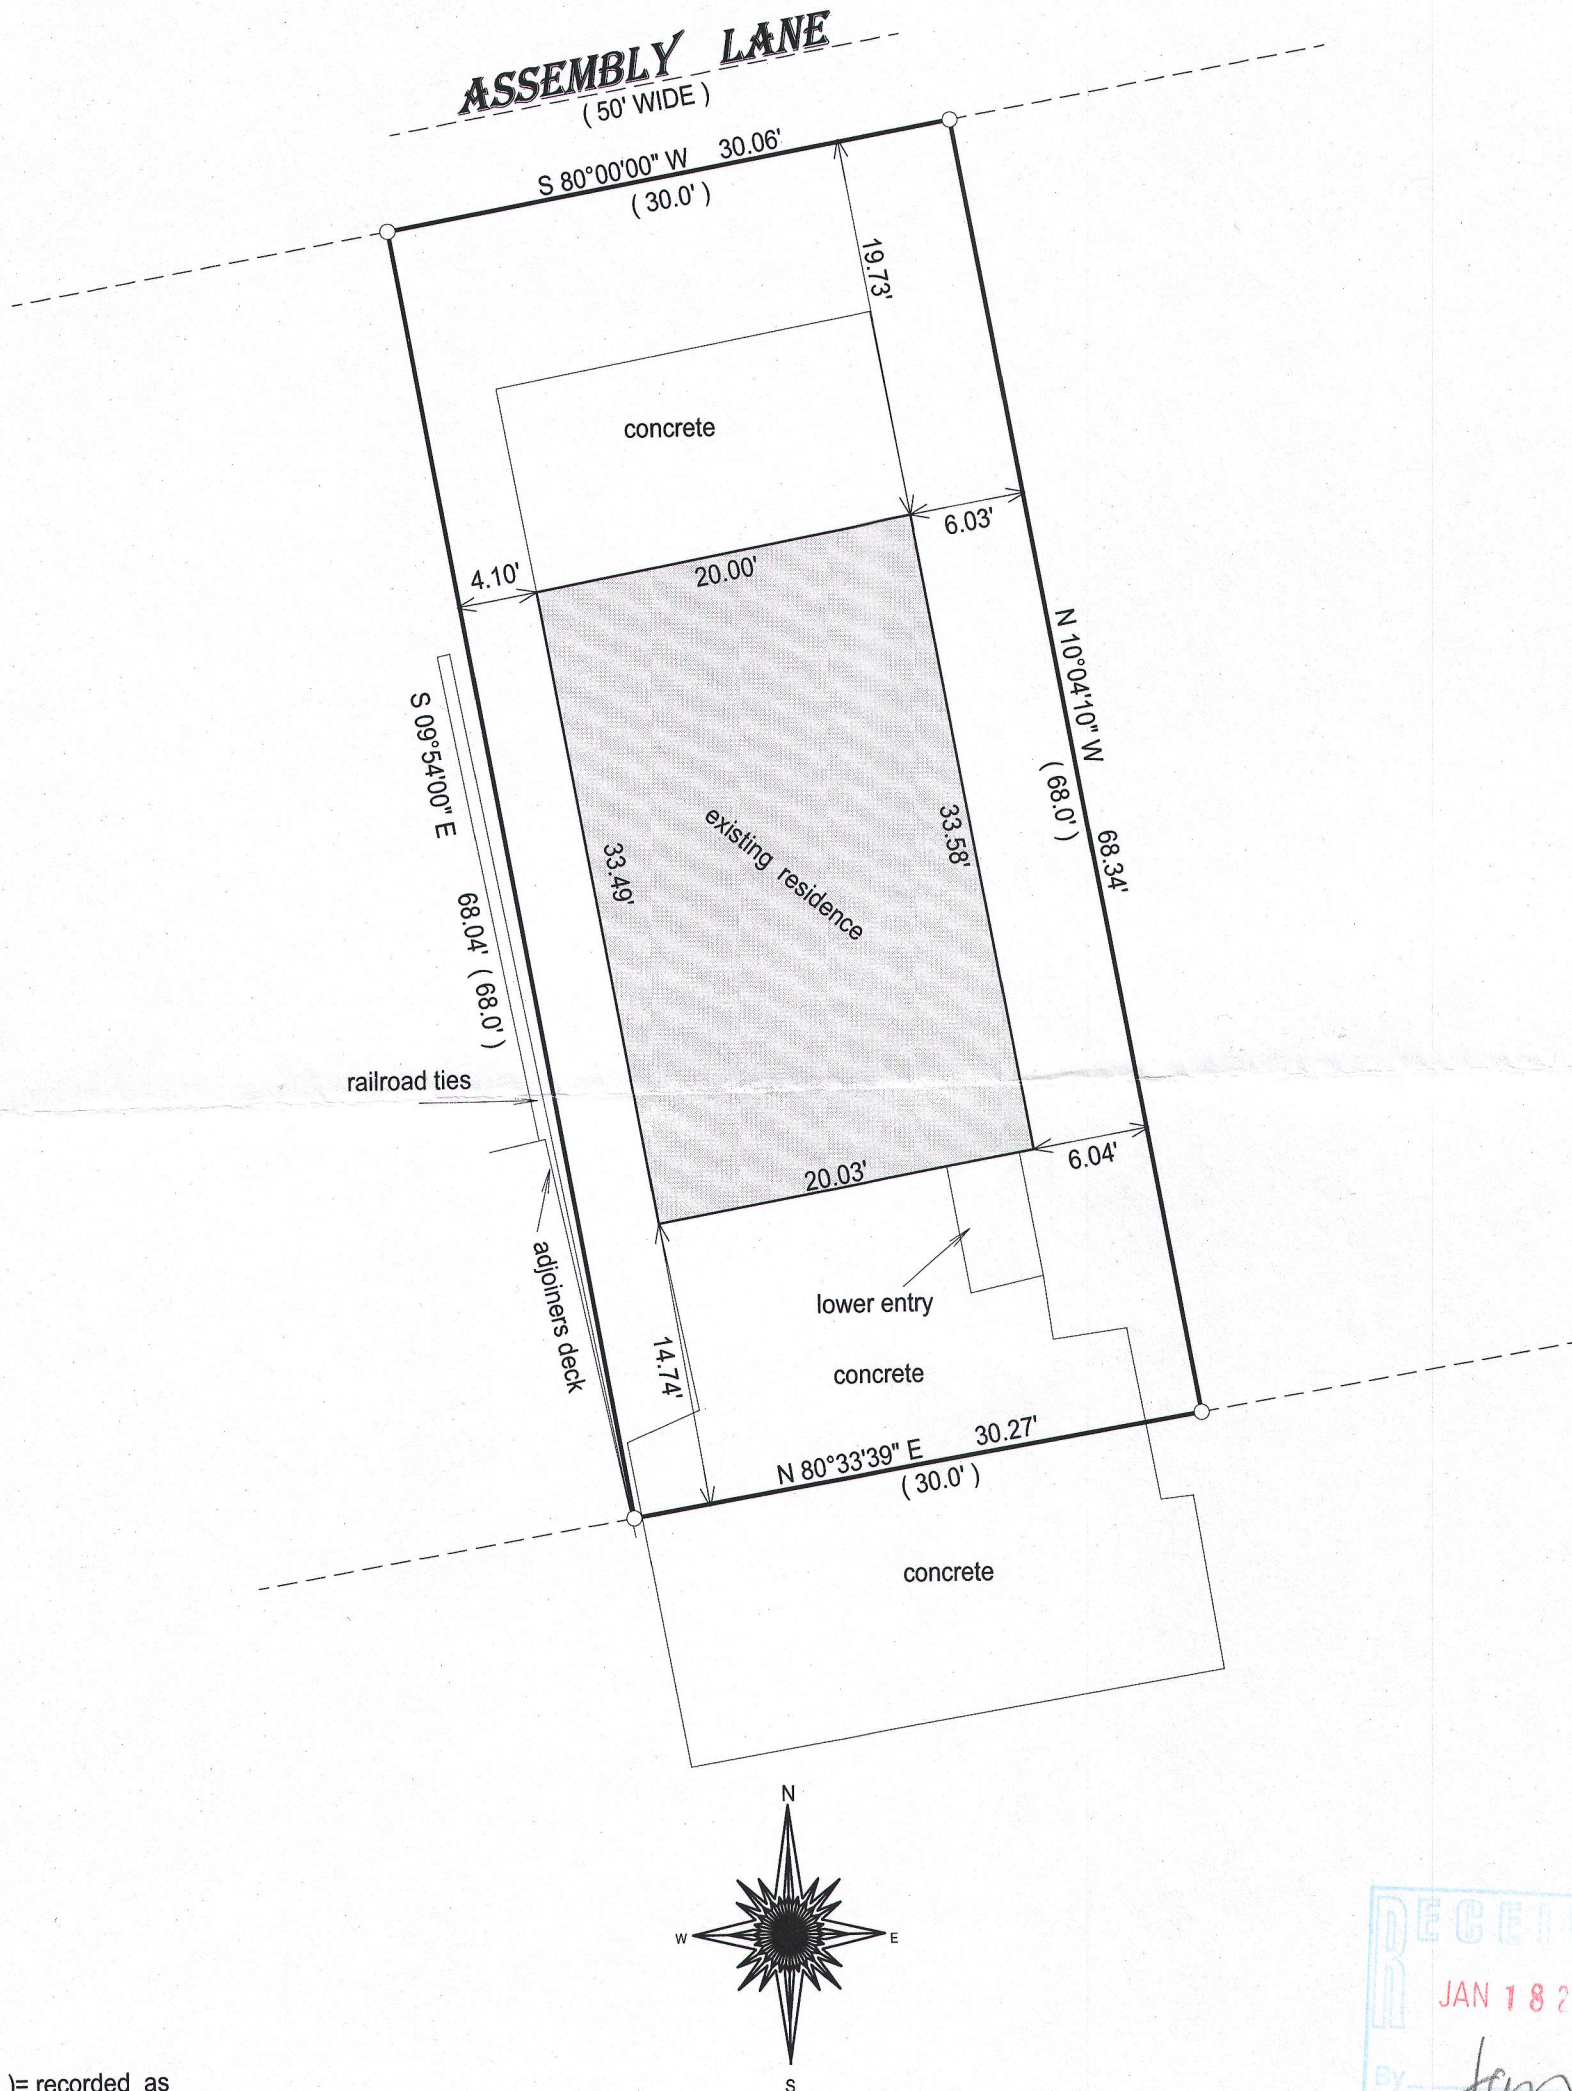 ASSEMBLY LANE
( 50' WIDE )
S 80°00'00" W 30.06'
( 30.0' )
19.73'
concrete
6.03'
4.10'
20.00'
N 10°04'10" W 68.34'
( 68.0' )
S 09°54'00" E 68.04' ( 68.0' )
33.58'
existing residence
33.49'
railroad ties
6.04'
20.03'
adjoiners deck
lower entry
14.74'
concrete
N 80°33'39" E 30.27'
( 30.0' )
concrete
N
W
E
S
JAN 18 2
By
)= recorded as